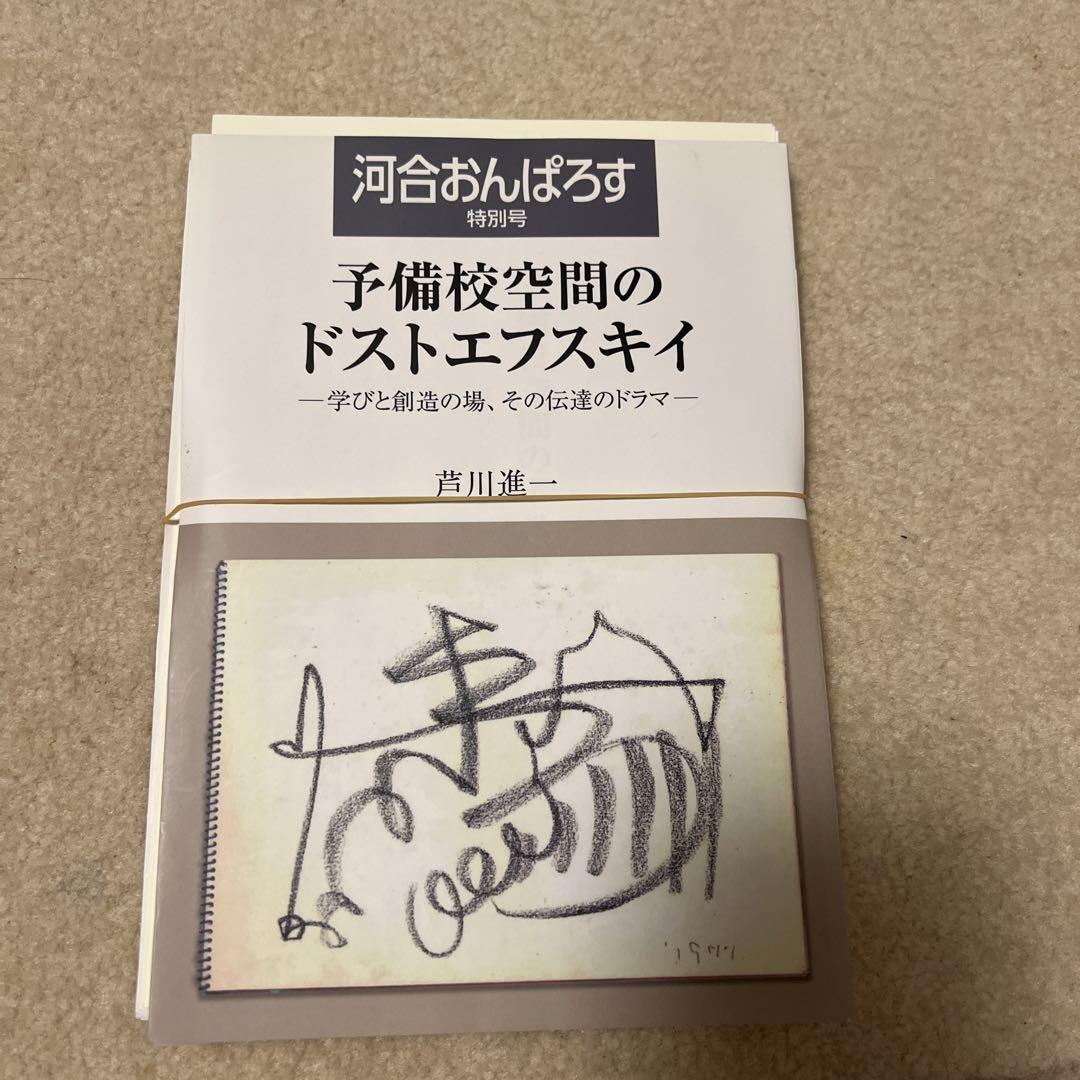 河合おんぱろす
特別号
予備校空間の
ドストエフスキイ
―学びと創造の場、その伝達のドラマ―
芦川進一